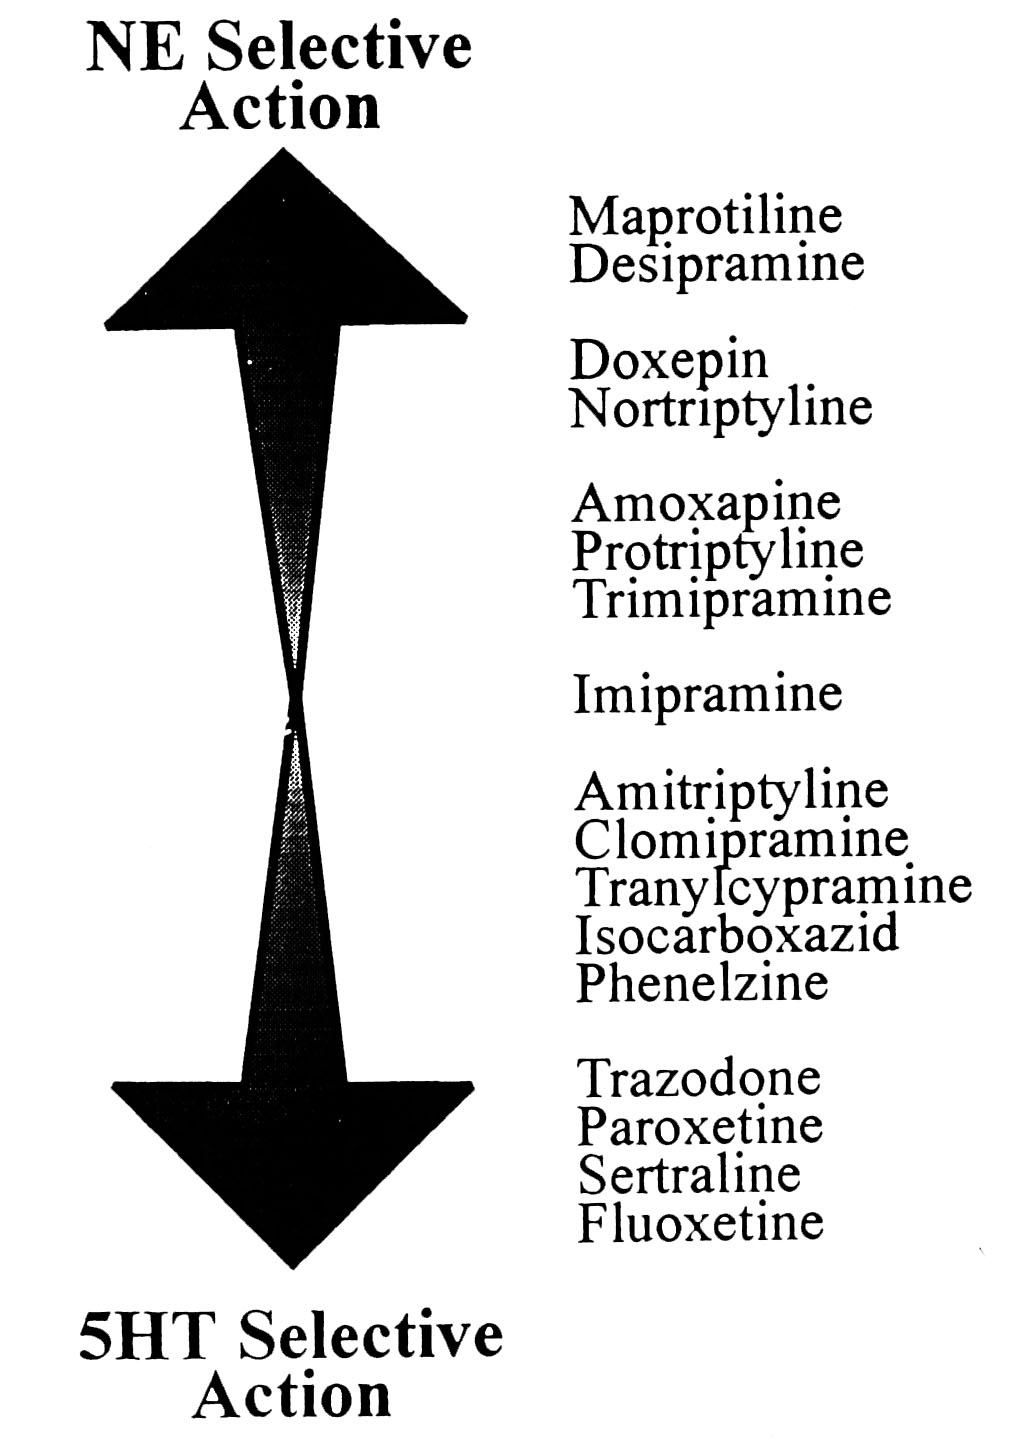 NE Selective
Action
Maprotiline
Desipramine
Doxepin
Nortriptyline
Amoxapine
Protriptyline
Trimipramine
Imipramine
Amitriptyline
Clomipramine
Tranylcypramine
Isocarboxazid
Phenelzine
Trazodone
Paroxetine
Sertraline
Fluoxetine
5HT Selective
Action